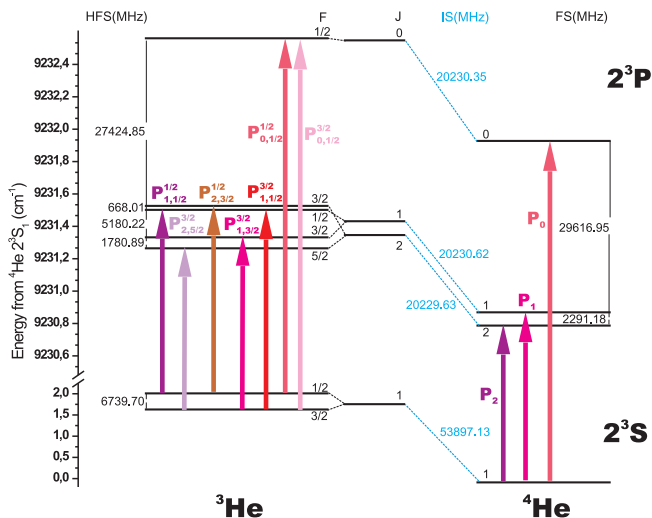 HFS(MHz) F J IS(MHz) FS(MHz)
1/2 0
9232,4
20230.35
2³P
9232,2
27424.85
P 1/2 0,1/2
P 3/2 0,1/2
9232,0
0
9231,8
P 1/2 1,1/2
P 1/2 2,3/2
P 3/2 1,1/2
9231,6
3/2
668.01
1/2
1
P 3/2 2,5/2
P 3/2 1,3/2
P₀
29616.95
5180.22
9231,4
3/2
2
1780.89
5/2
20230.62
9231,2
20229.63
9231,0
P₁
1
2291.18
9230,8
2
9230,6
P₂
Energy from ⁴He 2³S₁ (cm⁻¹)
2,0
1/2
6739.70
1
1,5
3/2
2³S
1,0
53897.13
0,5
0,0
1
³He ⁴He